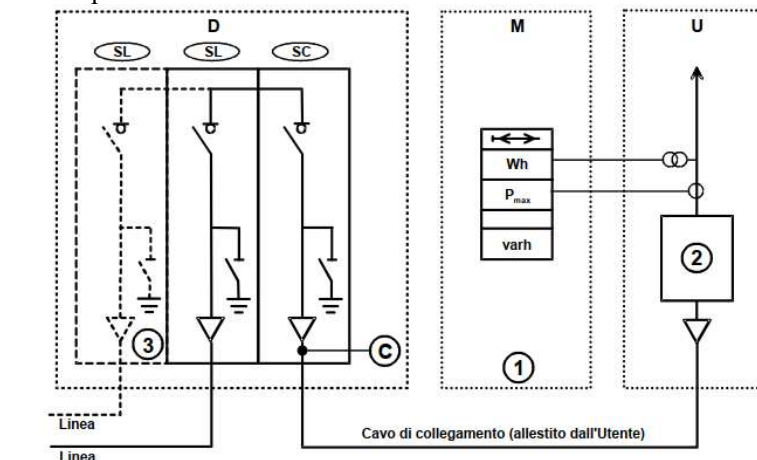 D
M
U
SL
SL
SC
Wh
Pmax
varh
2
3
C
1
Linea
Cavo di collegamento (allestito dall'Utente)
Linea